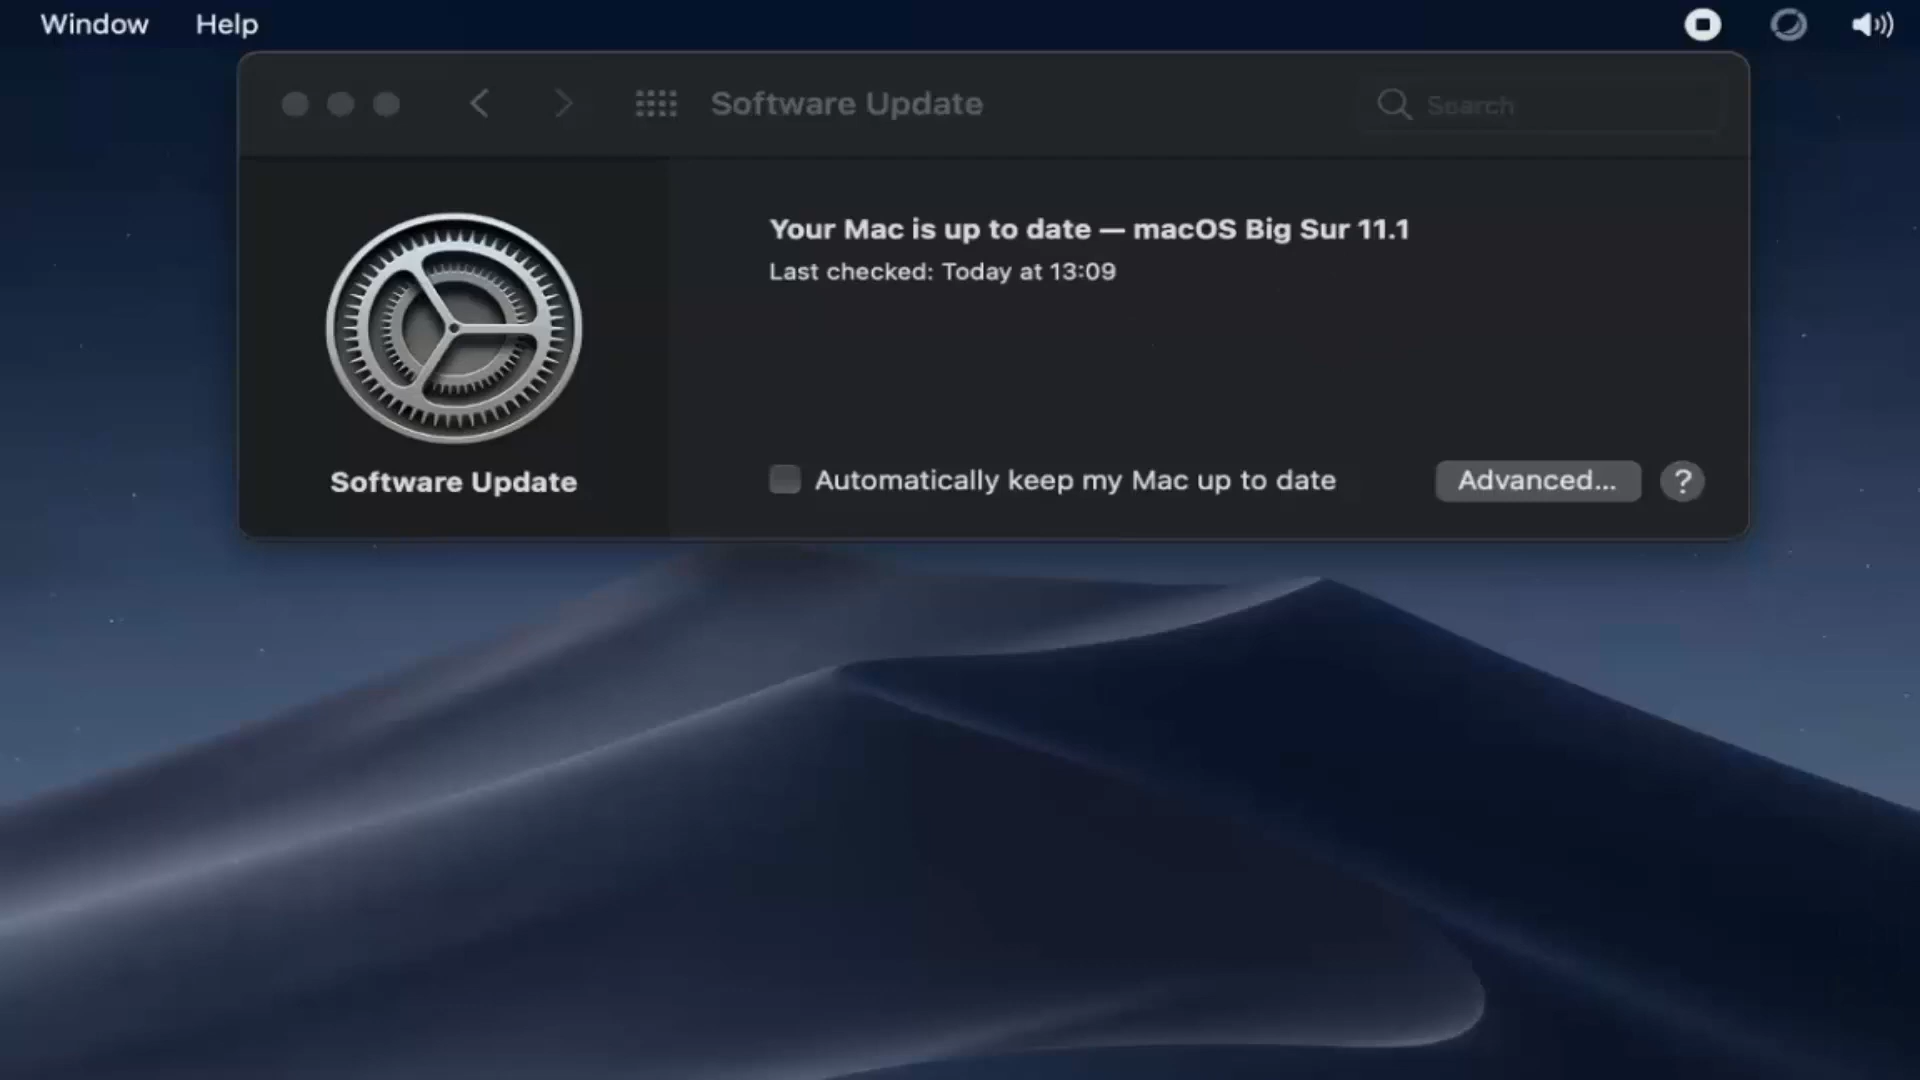 Window Help
Software Update
Search
Your Mac is up to date — macOS Big Sur 11.1
Last checked: Today at 13:09
Software Update
Automatically keep my Mac up to date
Advanced...
?